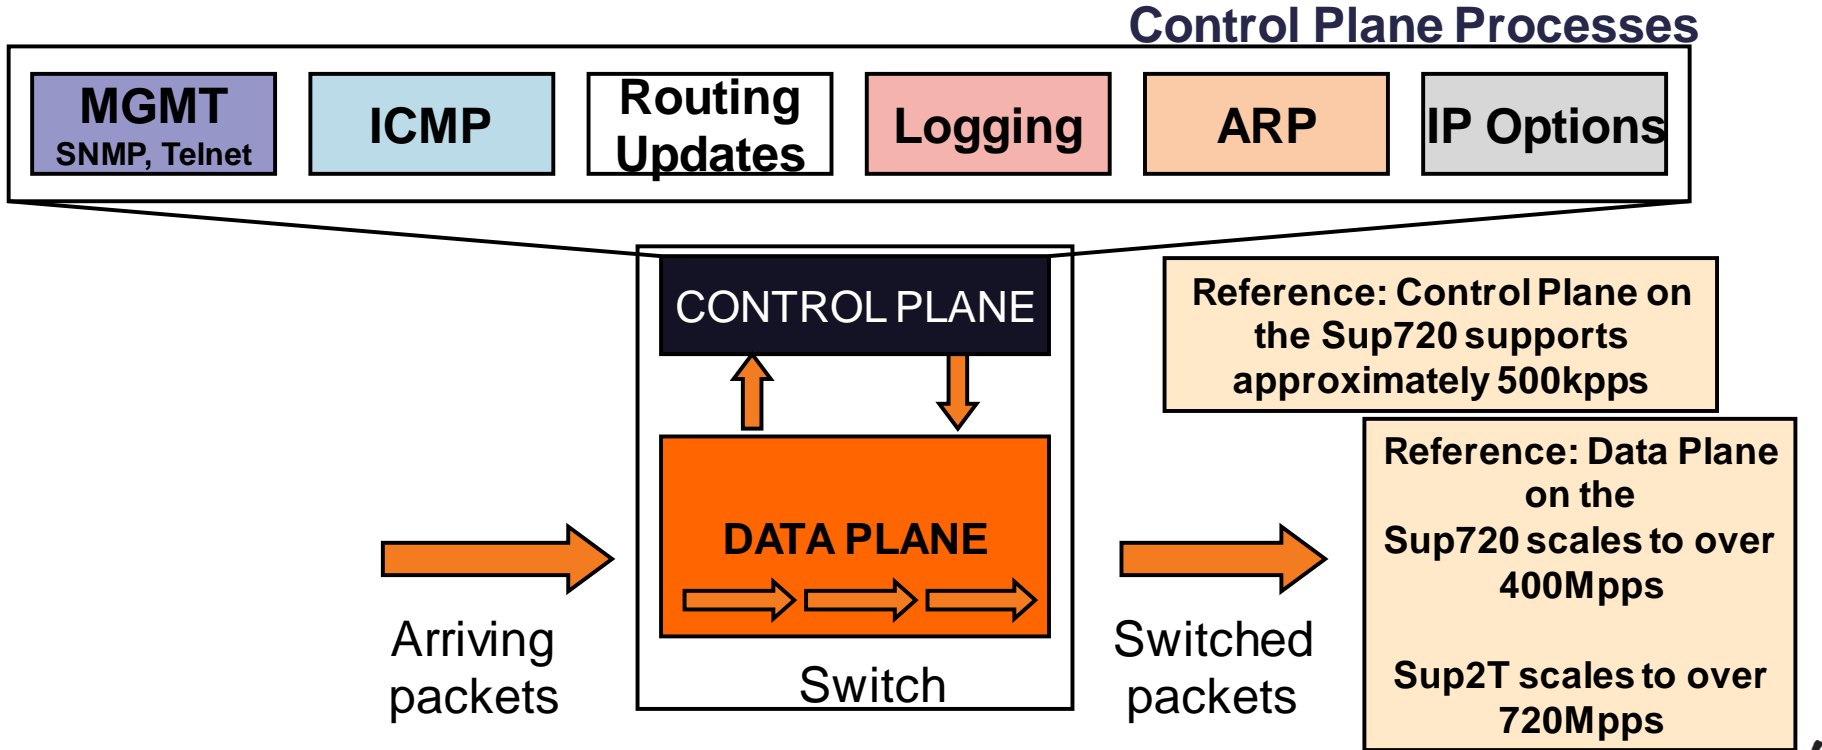 Control Plane Processes
MGMT
SNMP, Telnet
ICMP
Routing
Updates
Logging
ARP
IP Options
CONTROL PLANE
Reference: Control Plane on
the Sup720 supports
approximately 500kpps
Reference: Data Plane
on the
Sup720 scales to over
400Mpps
Sup2T scales to over
720Mpps
DATA PLANE
Arriving
packets
Switch
Switched
packets